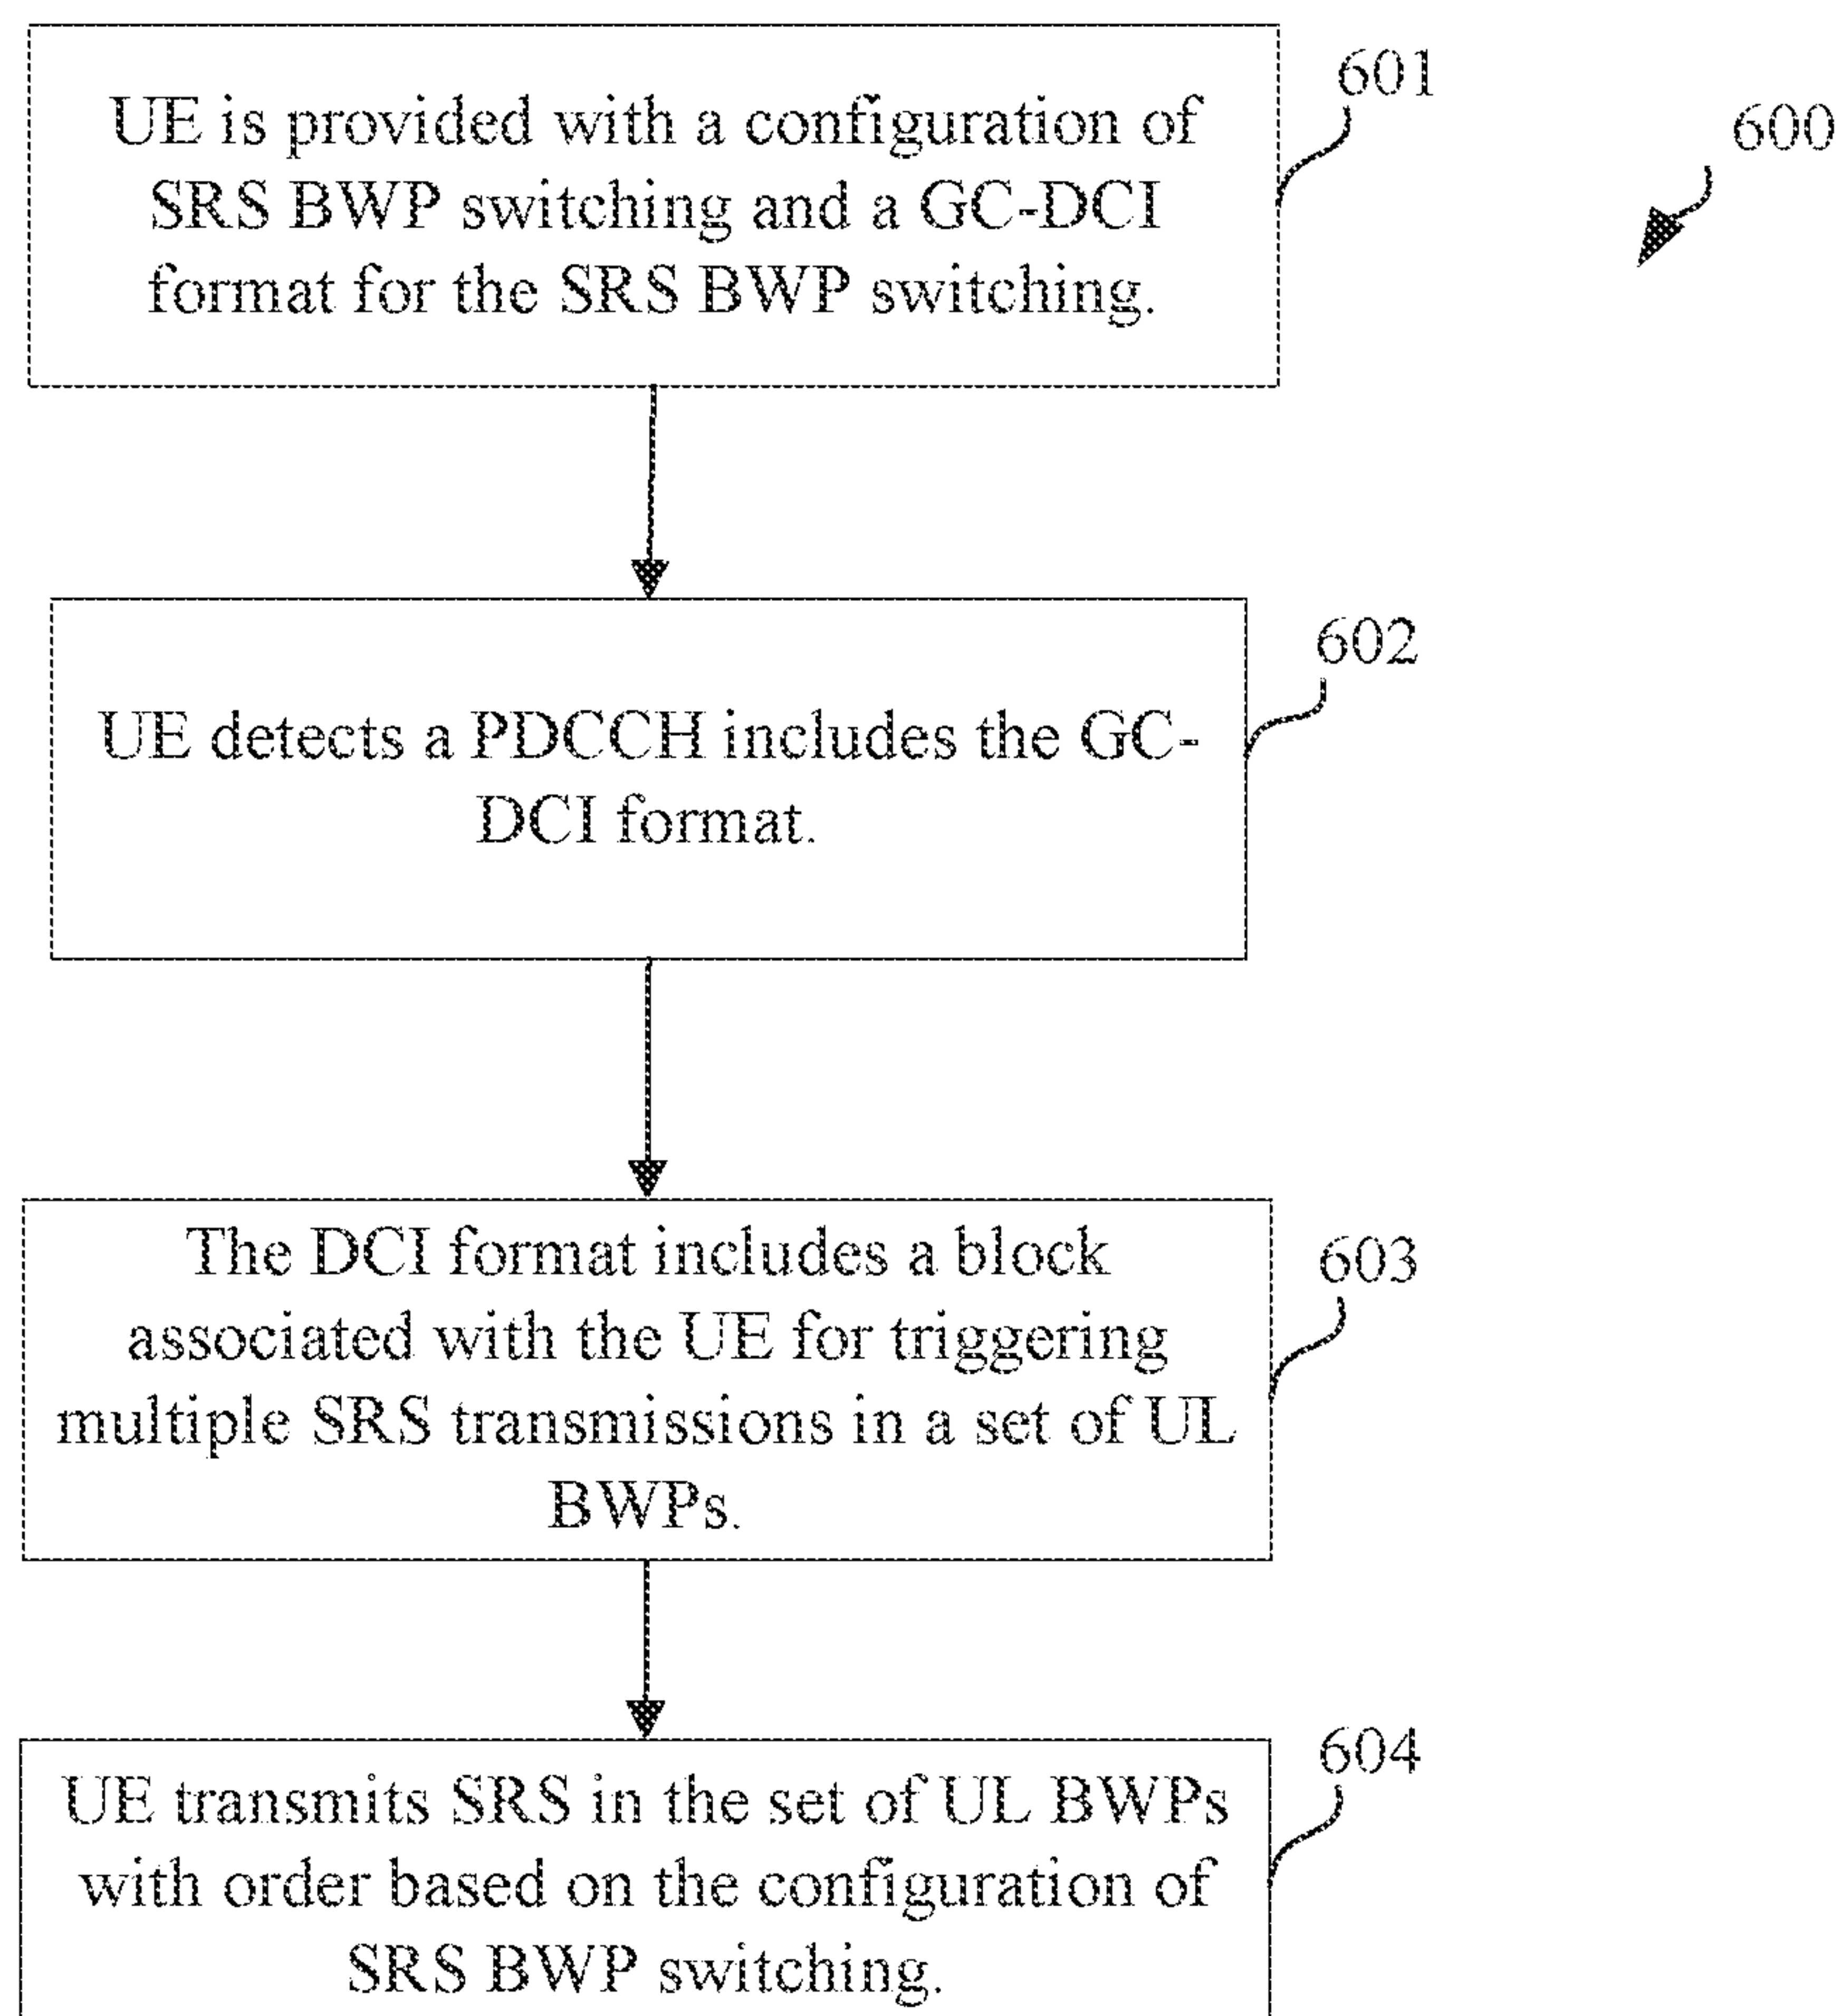 UE is provided with a configuration of
SRS BWP switching and a GC-DCI
format for the SRS BWP switching.
601
600
UE detects a PDCCH includes the GC-
DCI format.
602
The DCI format includes a block
associated with the UE for triggering
multiple SRS transmissions in a set of UL
BWPs.
603
UE transmits SRS in the set of UL BWPs
with order based on the configuration of
SRS BWP switching.
604